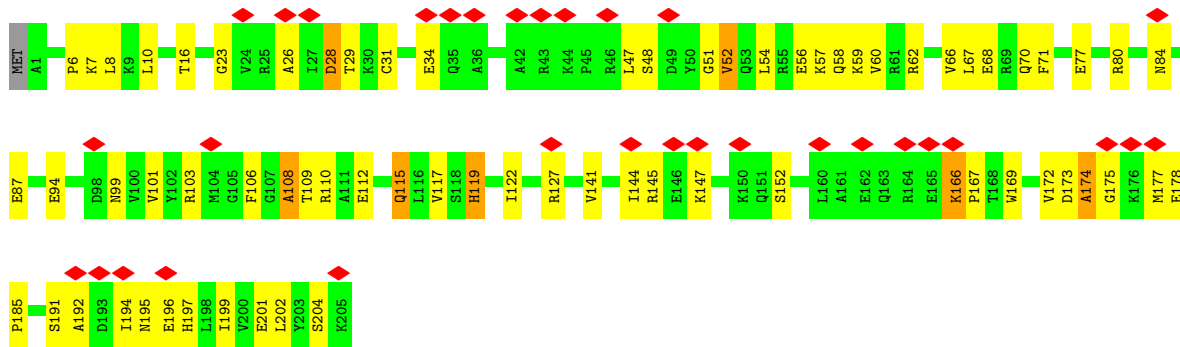 MET A1 P6 K7 L8 K9 L10 T16 G23 V24 R25 A26 I27 D28 T29 K30 C31 E34 Q35 A36 A42 R43 K44 P45 R46 L47 S48 D49 Y50 G51 V52 Q53 L54 R55 E56 K57 Q58 K59 V60 R61 R62 V66 L67 E68 R69 Q70 F71 E77 R80 N84
E87 E94 D98 N99 V100 V101 Y102 R103 M104 G105 F106 G107 A108 T109 R110 A111 E112 Q115 L116 V117 S118 H119 I122 R127 V141 I144 R145 E146 K147 K150 Q151 S152 L160 A161 E162 Q163 R164 E165 K166 P167 T168 W169 V172 D173 A174 G175 K176 M177 E178
P185 S191 A192 D193 I194 N195 E196 H197 L198 I199 V200 E201 L202 Y203 S204 K205